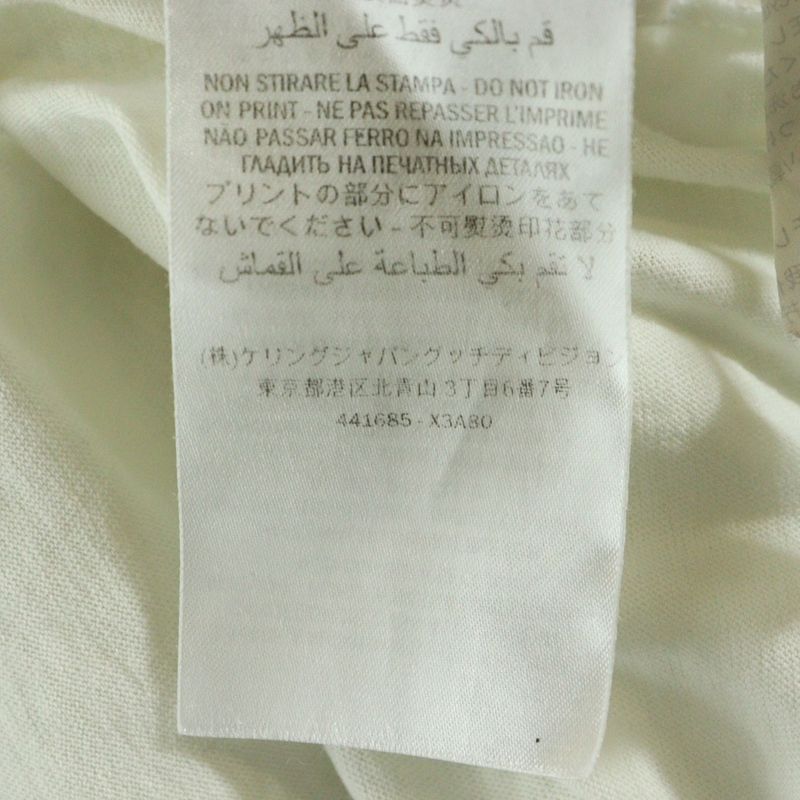 قم بالكي فقط على الظهر
NON STIRARE LA STAMPA - DO NOT IRON
ON PRINT - NE PAS REPASSER L'IMPRIME
NÃO PASSAR FERRO NA IMPRESSAO - НЕ
ГЛАДИТЬ НА ПЕЧАТНЫХ ДЕТАЛЯХ
プリントの部分にアイロンをあて
ないでください - 不可熨烫印花部分
لا تقم بكي الطباعة على القماش
(株)ケリングジャパングッチディビジョン
東京都港区北青山 3丁目6番7号
441685 - X3A80